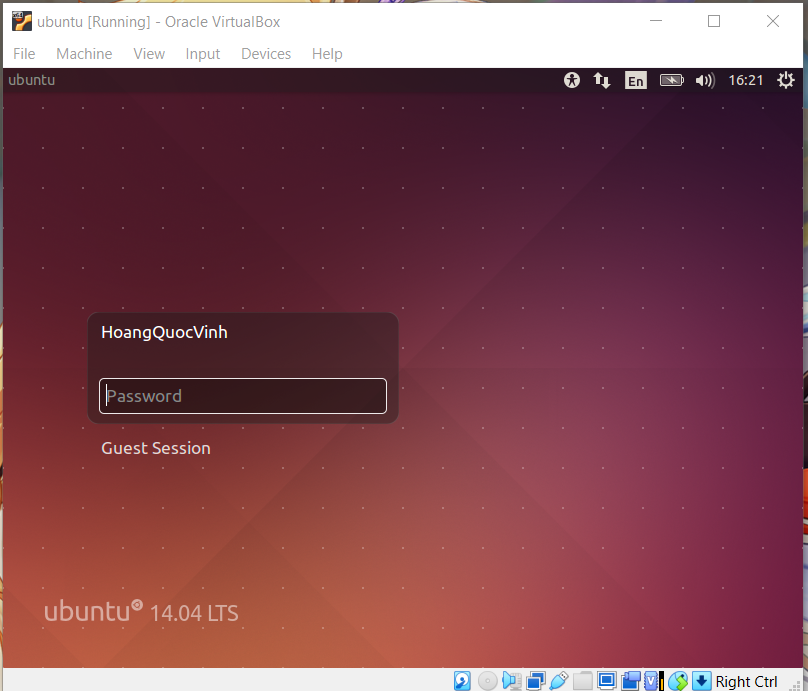 ubuntu [Running] - Oracle VirtualBox
File Machine View Input Devices Help
ubuntu En 16:21
HoangQuocVinh
Password
Guest Session
ubuntu 14.04 LTS
Right Ctrl